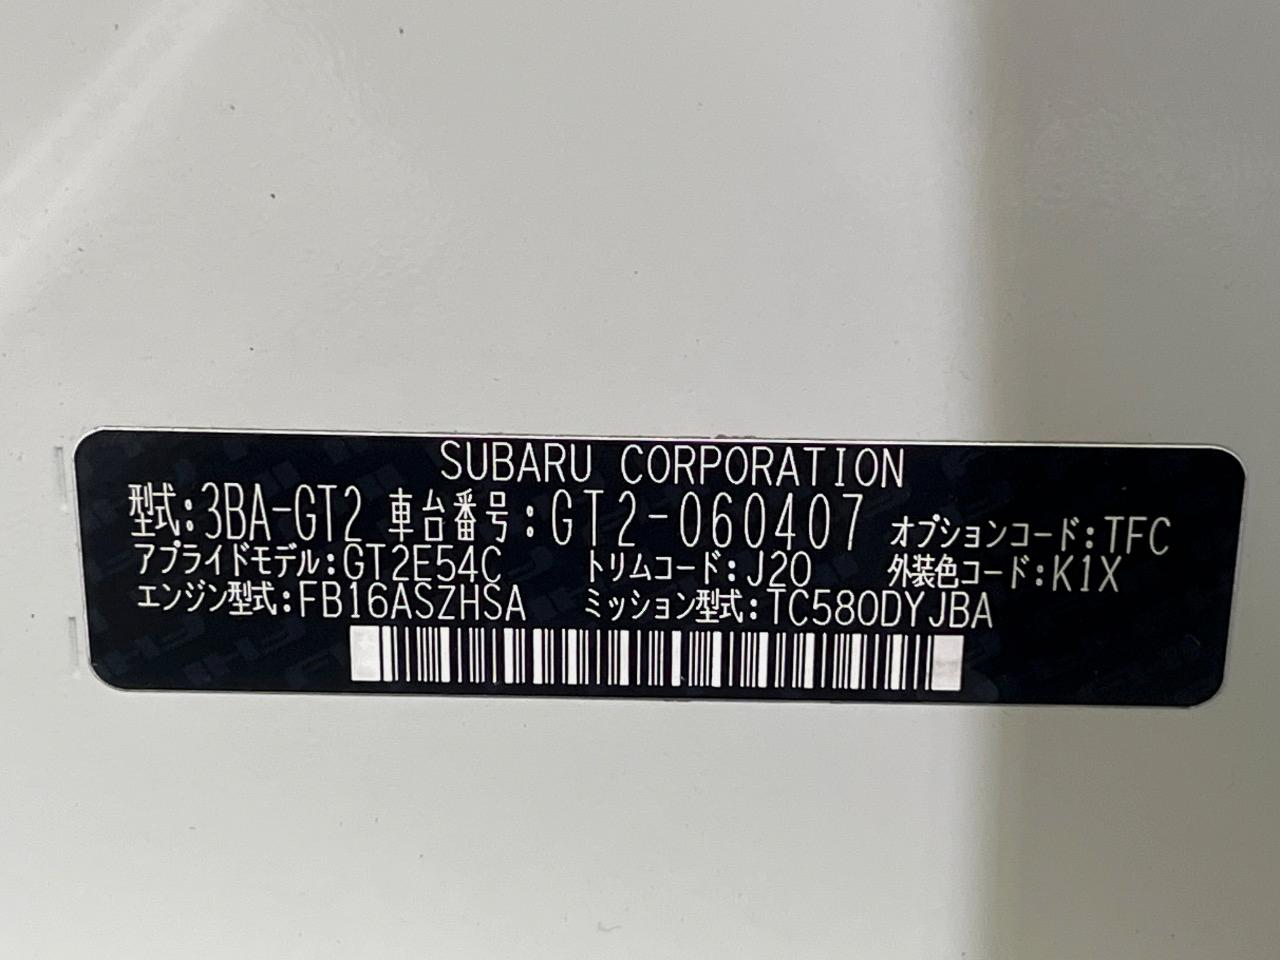 SUBARU CORPORATION
型式:3BA-GT2 車台番号:GT2-060407 オプションコード:TFC
アプライドモデル:GT2E54C トリムコード:J20 外装色コード:K1X
エンジン型式:FB16ASZHSA ミッション型式:TC580DYJBA